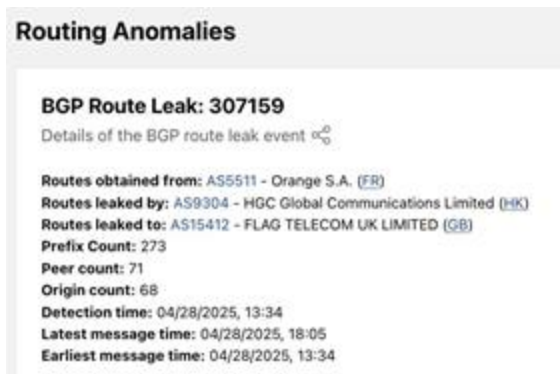 Routing Anomalies
BGP Route Leak: 307159
Details of the BGP route leak event
Routes obtained from: AS5511 - Orange S.A. (FR)
Routes leaked by: AS9304 - HGC Global Communications Limited (HK)
Routes leaked to: AS15412 - FLAG TELECOM UK LIMITED (GB)
Prefix Count: 273
Peer count: 71
Origin count: 68
Detection time: 04/28/2025, 13:34
Latest message time: 04/28/2025, 18:05
Earliest message time: 04/28/2025, 13:34